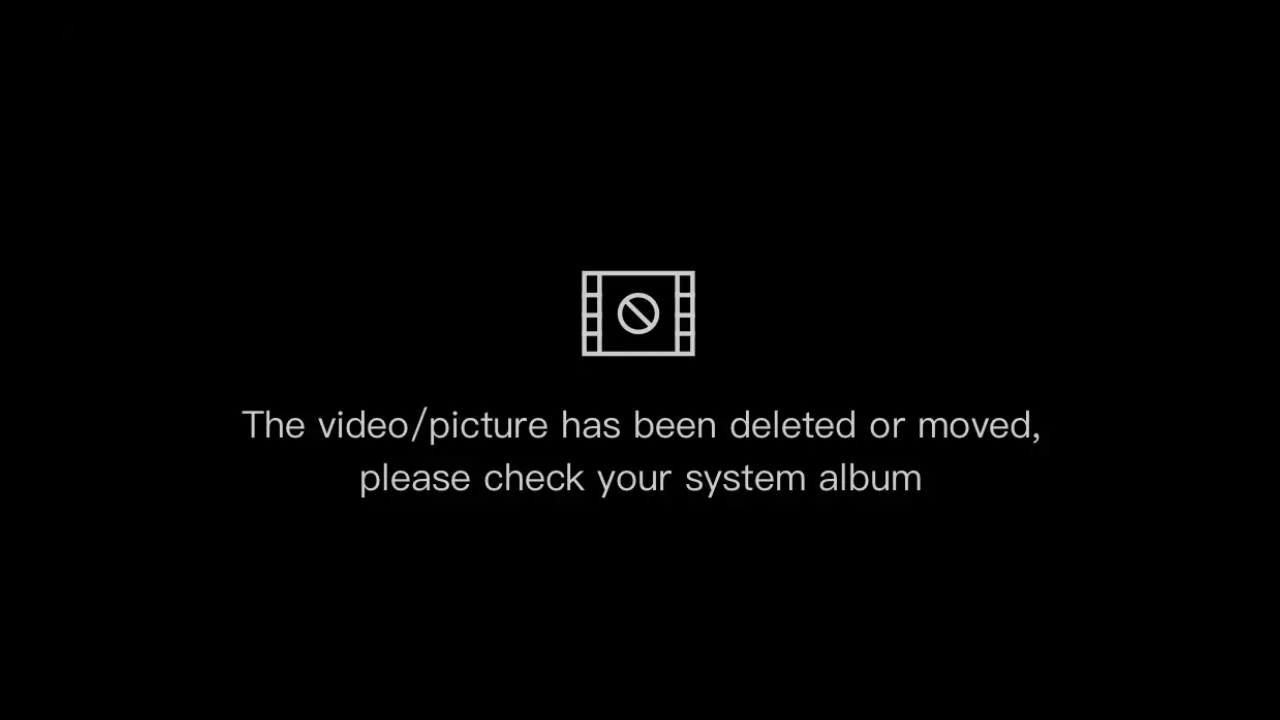 The video/picture has been deleted or moved,
please check your system album